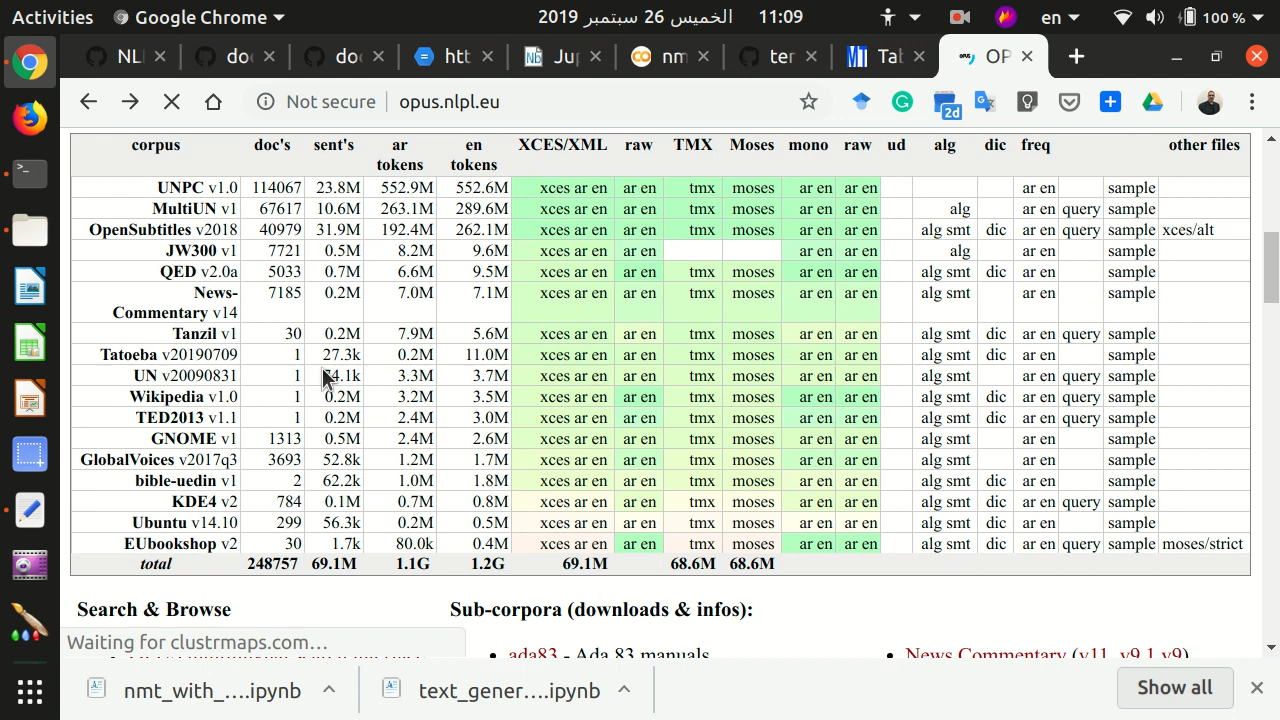 Activities Google Chrome الخميس 26 سبتمبر 2019 11:09 en 100 %
NL doc doc htt Ju nm ter Tab OP
Not secure opus.nlpl.eu 2d
corpus doc's sent's ar tokens en tokens XCES/XML raw TMX Moses mono raw ud alg dic freq other files
UNPC v1.0 114067 23.8M 552.9M 552.6M xces ar en ar en tmx moses ar en ar en ar en sample
MultiUN v1 67617 10.6M 263.1M 289.6M xces ar en ar en tmx moses ar en ar en alg ar en query sample
OpenSubtitles v2018 40979 31.9M 192.4M 262.1M xces ar en ar en tmx moses ar en ar en alg smt dic ar en query sample xces/alt
JW300 v1 7721 0.5M 8.2M 9.6M xces ar en ar en ar en ar en alg ar en sample
QED v2.0a 5033 0.7M 6.6M 9.5M xces ar en ar en tmx moses ar en ar en alg smt dic ar en sample
News-Commentary v14 7185 0.2M 7.0M 7.1M xces ar en ar en tmx moses ar en ar en alg smt ar en sample
Tanzil v1 30 0.2M 7.9M 5.6M xces ar en ar en tmx moses ar en ar en alg smt dic ar en query sample
Tatoeba v20190709 1 27.3k 0.2M 11.0M xces ar en ar en tmx moses ar en ar en alg smt dic ar en sample
UN v20090831 1 74.1k 3.3M 3.7M xces ar en ar en tmx moses ar en ar en alg smt ar en query sample
Wikipedia v1.0 1 0.2M 3.2M 3.5M xces ar en ar en tmx moses ar en ar en alg smt dic ar en query sample
TED2013 v1.1 1 0.2M 2.4M 3.0M xces ar en ar en tmx moses ar en ar en alg smt dic ar en query sample
GNOME v1 1313 0.5M 2.4M 2.6M xces ar en ar en tmx moses ar en ar en alg smt ar en sample
GlobalVoices v2017q3 3693 52.8k 1.2M 1.7M xces ar en ar en tmx moses ar en ar en alg smt ar en sample
bible-uedin v1 2 62.2k 1.0M 1.8M xces ar en ar en tmx moses ar en ar en alg smt dic ar en sample
KDE4 v2 784 0.1M 0.7M 0.8M xces ar en ar en tmx moses ar en ar en alg smt dic ar en query sample
Ubuntu v14.10 299 56.3k 0.2M 0.5M xces ar en ar en tmx moses ar en ar en alg smt dic ar en sample
EUbookshop v2 30 1.7k 80.0k 0.4M xces ar en ar en tmx moses ar en ar en alg smt dic ar en query sample moses/strict
total 248757 69.1M 1.1G 1.2G 69.1M 68.6M 68.6M
Search & Browse Sub-corpora (downloads & infos):
Waiting for clustrmaps.com...
ada83 - Ada 83 manuals News Commentary (v11, v9.1 v9)
nmt_with_....ipynb text_gener....ipynb Show all